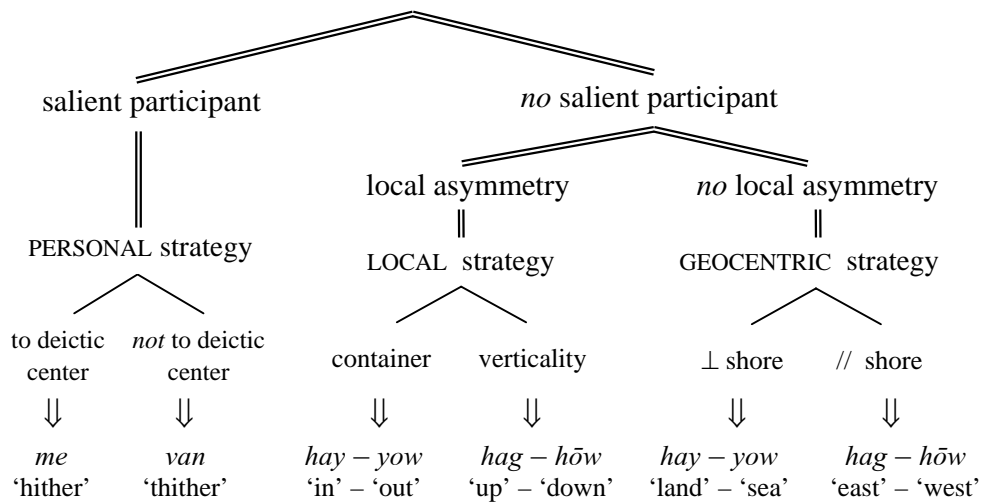 salient participant no salient participant
local asymmetry no local asymmetry
PERSONAL strategy LOCAL strategy GEOCENTRIC strategy
to deictic not to deictic
center center container verticality ⊥ shore // shore
⇓ ⇓ ⇓ ⇓ ⇓ ⇓
me van hay – yow hag – hōw hay – yow hag – hōw
‘hither’ ‘thither’ ‘in’ – ‘out’ ‘up’ – ‘down’ ‘land’ – ‘sea’ ‘east’ – ‘west’